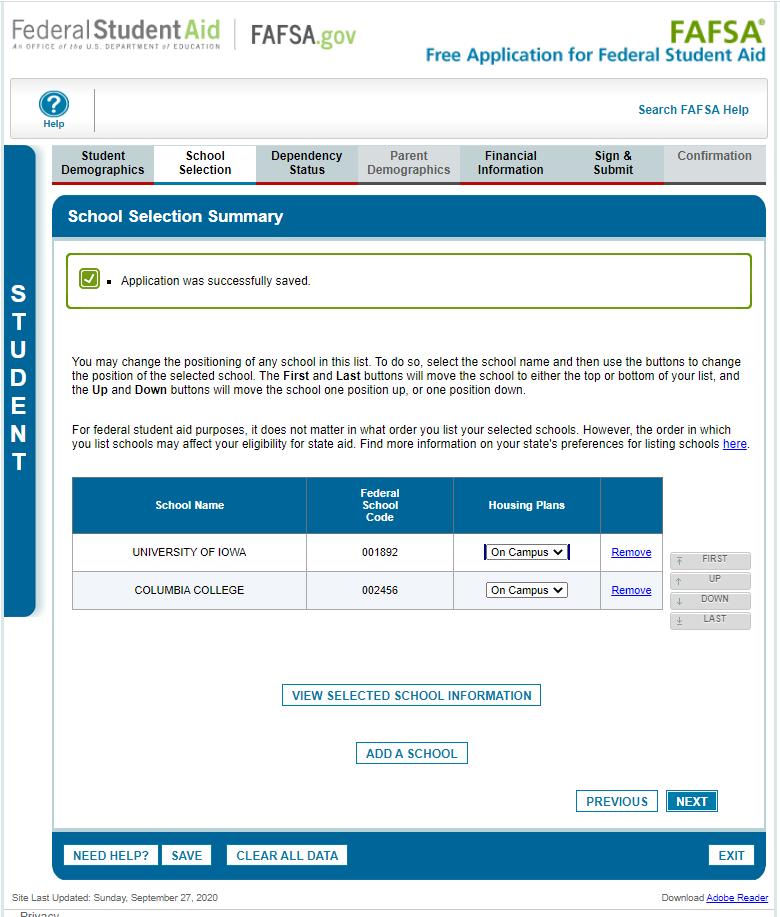 FederalStudentAid
An OFFICE of the U.S. DEPARTMENT of EDUCATION
FAFSA.gov
FAFSA®
Free Application for Federal Student Aid
?
Help
Search FAFSA Help
Student Demographics
School Selection
Dependency Status
Parent Demographics
Financial Information
Sign & Submit
Confirmation
STUDENT
School Selection Summary
Application was successfully saved.
You may change the positioning of any school in this list. To do so, select the school name and then use the buttons to change
the position of the selected school. The First and Last buttons will move the school to either the top or bottom of your list, and
the Up and Down buttons will move the school one position up, or one position down.
For federal student aid purposes, it does not matter in what order you list your selected schools. However, the order in which
you list schools may affect your eligibility for state aid. Find more information on your state's preferences for listing schools here.
School Name
Federal School Code
Housing Plans
UNIVERSITY OF IOWA 001892 On Campus Remove
COLUMBIA COLLEGE 002456 On Campus Remove
FIRST
UP
DOWN
LAST
VIEW SELECTED SCHOOL INFORMATION
ADD A SCHOOL
PREVIOUS NEXT
NEED HELP? SAVE CLEAR ALL DATA EXIT
Site Last Updated: Sunday, September 27, 2020
Download Adobe Reader
Privacy